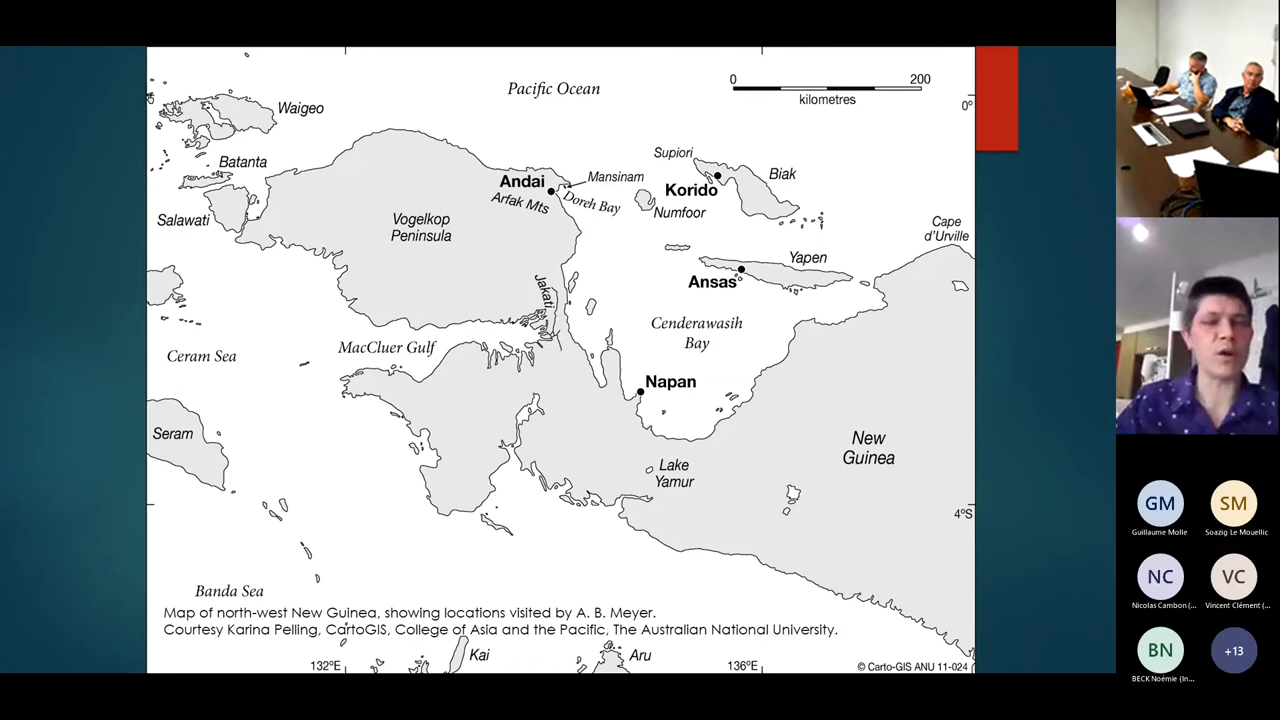 Pacific Ocean
0
200
kilometres
0°
Waigeo
Batanta
Salawati
Andai
Mansinam
Arfak Mts
Doreh Bay
Vogelkop
Peninsula
Supiori
Korido
Biak
Numfoor
Cape
d'Urville
Yapen
Ansas
Jakati
Cenderawasih
Bay
MacCluer Gulf
Ceram Sea
Napan
Seram
New
Guinea
Lake
Yamur
4°S
Banda Sea
Map of north-west New Guinea, showing locations visited by A. B. Meyer.
Courtesy Karina Pelling, CartoGIS, College of Asia and the Pacific, The Australian National University.
132°E
Kai
Aru
136°E
© Carto-GIS ANU 11-024
GM
Guillaume Molle
SM
Soazig Le Mouellic
NC
Nicolas Cambon (...
VC
Vincent Clément (...
BN
BECK Noémie (In...
+13